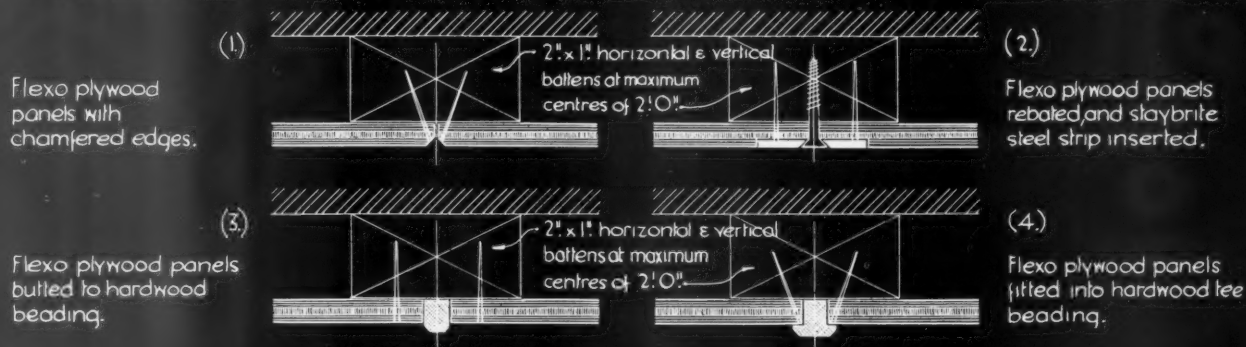 (1.)
Flexo plywood
panels with
chamfered edges.
2"x 1" horizontal & vertical
battens at maximum
centres of 2'.0".
(2.)
Flexo plywood panels
rebated, and staybrite
steel strip inserted.
(3.)
Flexo plywood panels
butted to hardwood
beading.
2"x 1" horizontal & vertical
battens at maximum
centres of 2'.0".
(4.)
Flexo plywood panels
fitted into hardwood tee
beading.